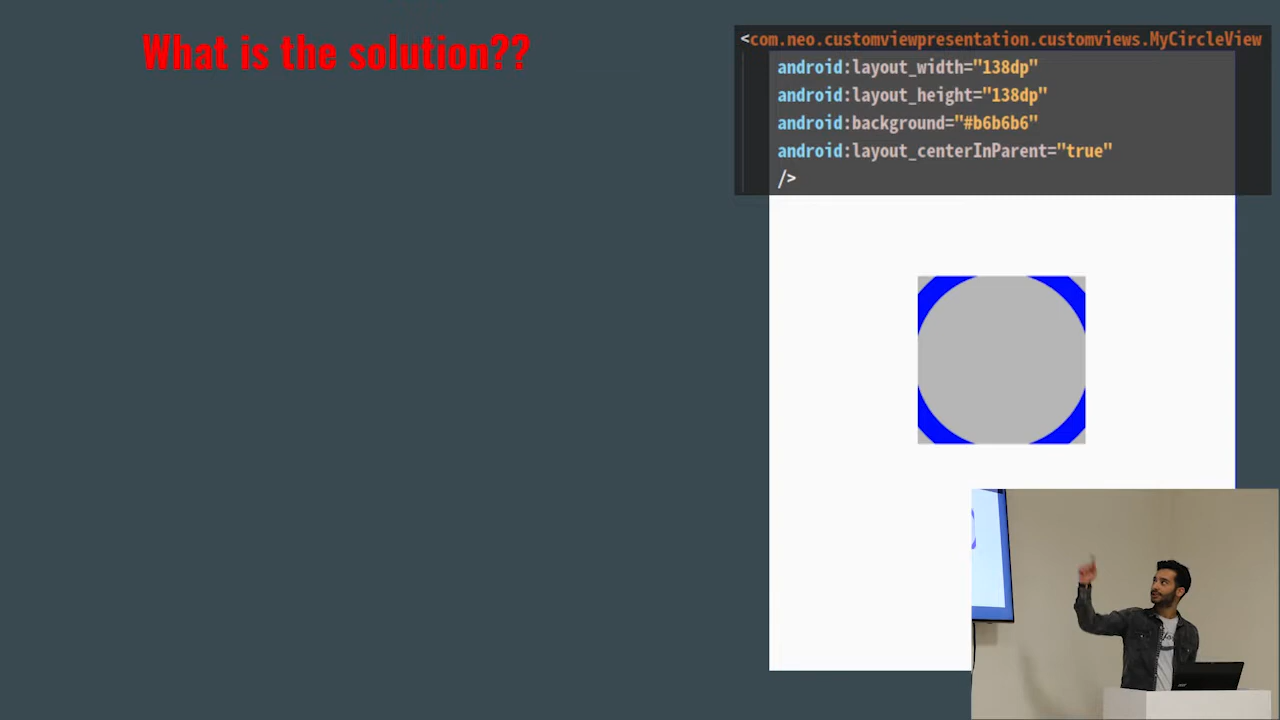 What is the solution??
<com.neo.customviewpresentation.customviews.MyCircleView
android:layout_width="138dp"
android:layout_height="138dp"
android:background="#b6b6b6"
android:layout_centerInParent="true"
/>